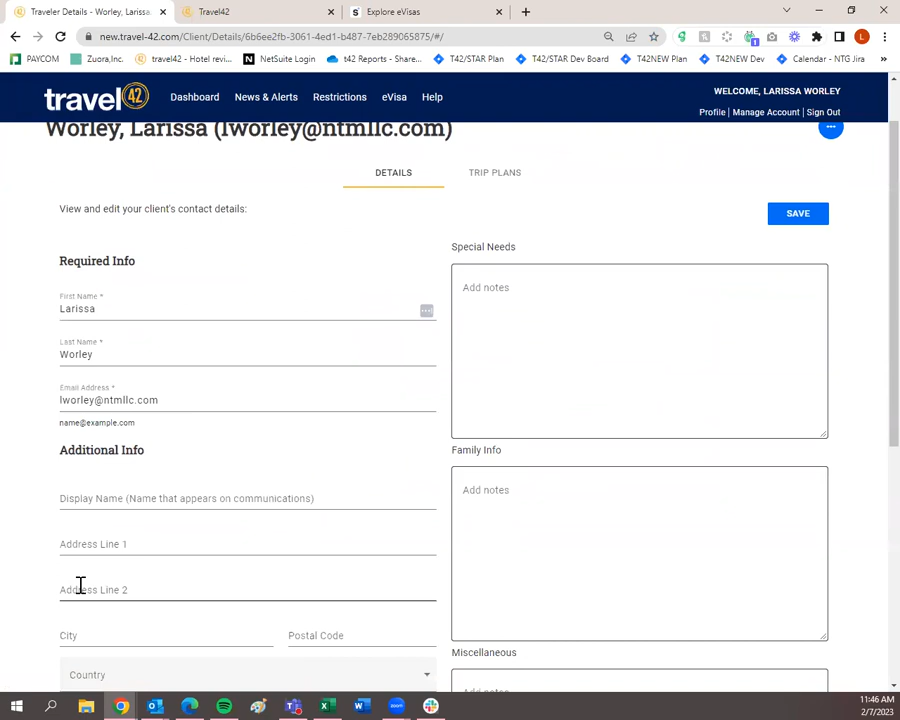 Traveler Details - Worley, Larissa
Travel42
Explore eVisas
new.travel-42.com/Client/Details/6b6ee2fb-3061-4ed1-b487-7eb289065875/#/
PAYCOM
Zuora,Inc.
travel42 - Hotel revi...
NetSuite Login
t42 Reports - Share...
T42/STAR Plan
T42/STAR Dev Board
T42NEW Plan
T42NEW Dev
Calendar - NTG Jira
travel 42
Dashboard
News & Alerts
Restrictions
eVisa
Help
WELCOME, LARISSA WORLEY
Profile | Manage Account | Sign Out
Worley, Larissa (lworley@ntmllc.com)
DETAILS
TRIP PLANS
View and edit your client's contact details:
SAVE
Required Info
First Name *
Larissa
Last Name *
Worley
Email Address *
lworley@ntmllc.com
name@example.com
Additional Info
Display Name (Name that appears on communications)
Address Line 1
Address Line 2
City
Postal Code
Country
Special Needs
Add notes
Family Info
Add notes
Miscellaneous
Add notes
11:46 AM
2/7/2023